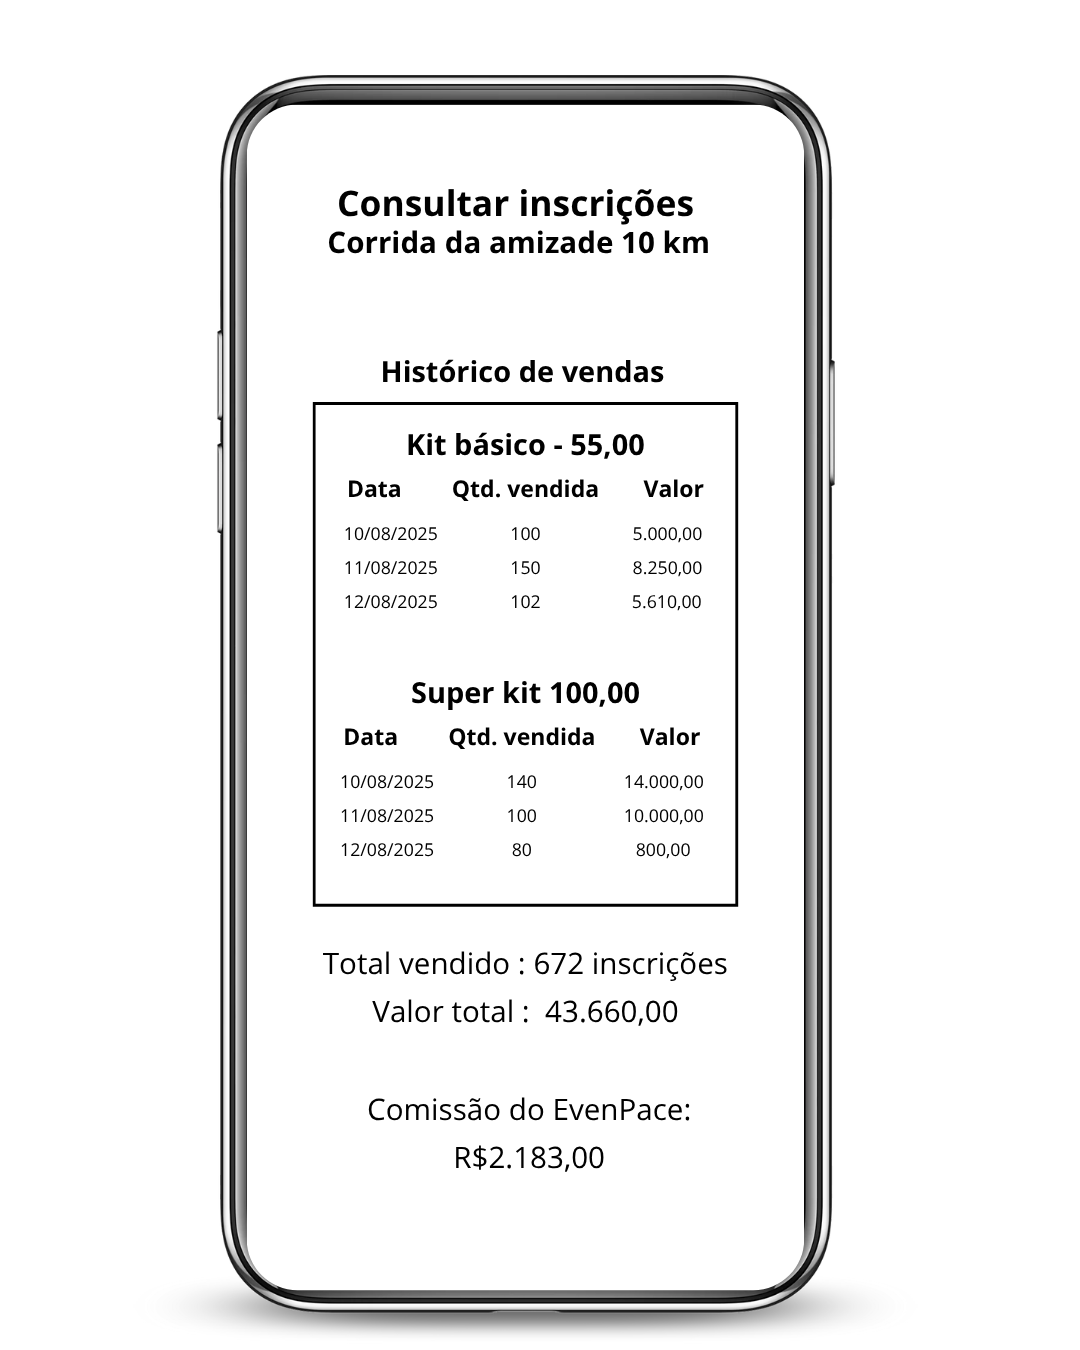 Consultar inscrições
Corrida da amizade 10 km
Histórico de vendas
Kit básico - 55,00
Data Qtd. vendida Valor
10/08/2025 100 5.000,00
11/08/2025 150 8.250,00
12/08/2025 102 5.610,00
Super kit 100,00
Data Qtd. vendida Valor
10/08/2025 140 14.000,00
11/08/2025 100 10.000,00
12/08/2025 80 800,00
Total vendido : 672 inscrições
Valor total : 43.660,00
Comissão do EvenPace:
R$2.183,00